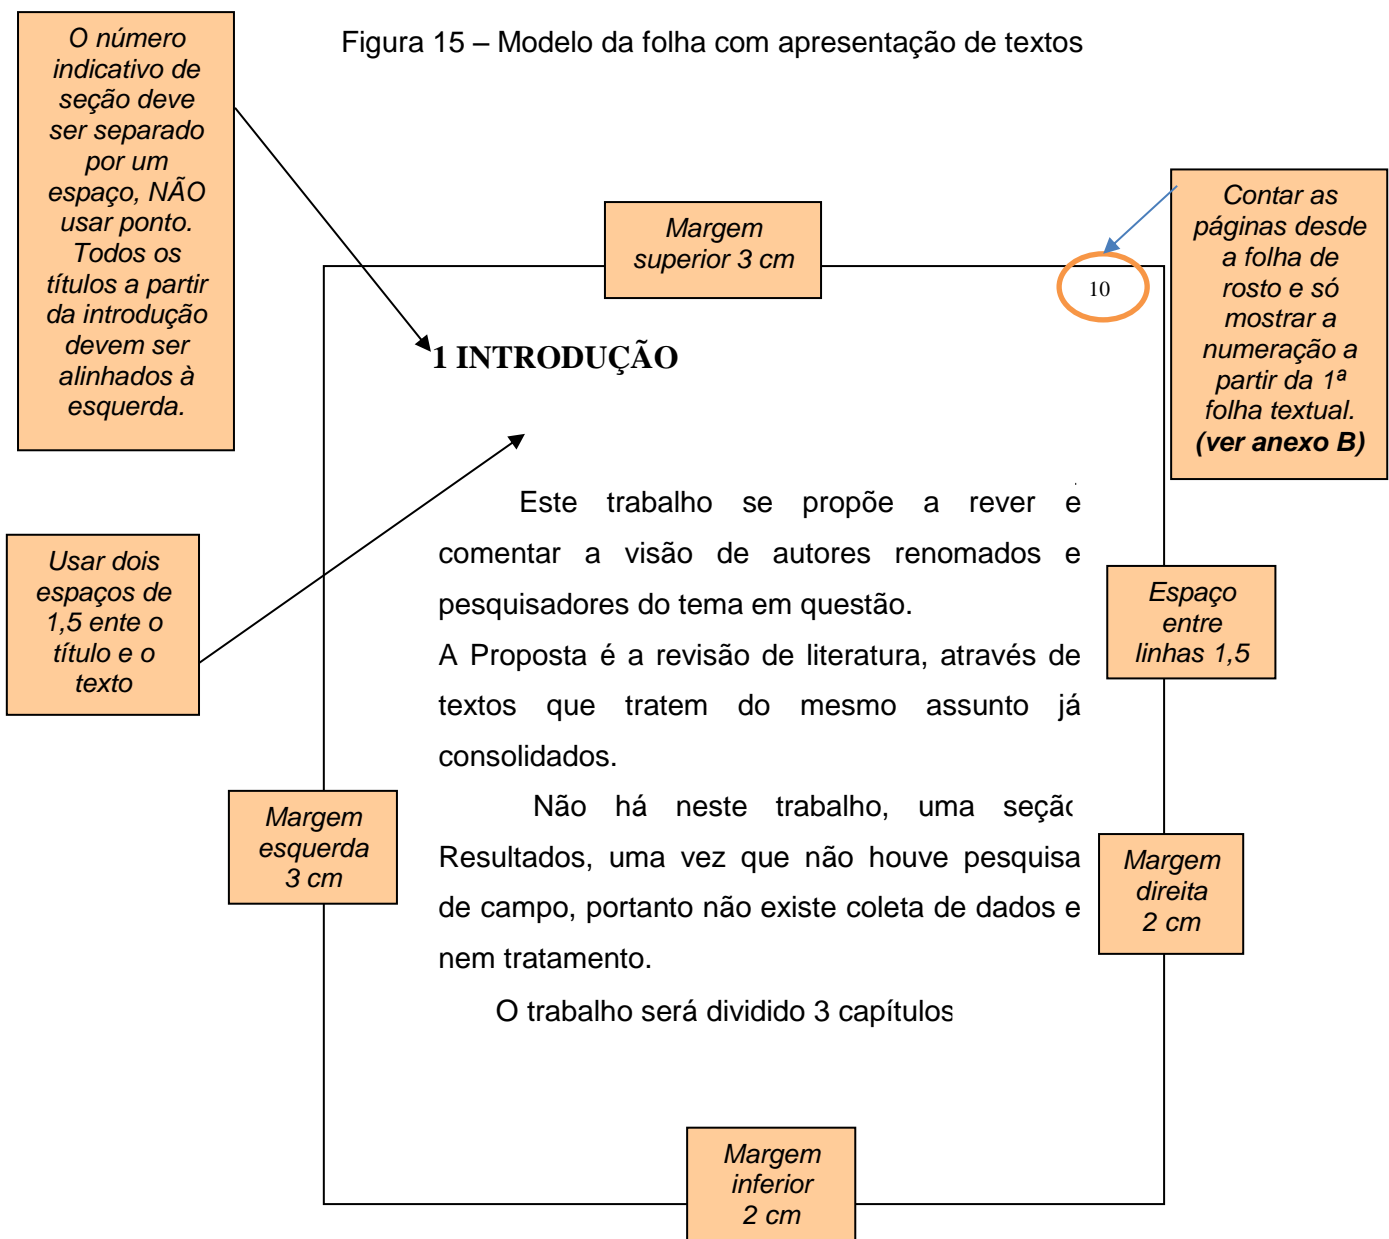 Figura 15 – Modelo da folha com apresentação de textos
O número
indicativo de
seção deve
ser separado
por um
espaço, NÃO
usar ponto.
Todos os
títulos a partir
da introdução
devem ser
alinhados à
esquerda.
Margem
superior 3 cm
Contar as
páginas desde
a folha de
rosto e só
mostrar a
numeração a
partir da 1ª
folha textual.
(ver anexo B)
10
1 INTRODUÇÃO
Usar dois
espaços de
1,5 ente o
título e o
texto
Este trabalho se propõe a rever e
comentar a visão de autores renomados e
pesquisadores do tema em questão.
A Proposta é a revisão de literatura, através de
textos que tratem do mesmo assunto já
consolidados.
Não há neste trabalho, uma seção
Resultados, uma vez que não houve pesquisa
de campo, portanto não existe coleta de dados e
nem tratamento.
O trabalho será dividido 3 capítulos
Espaço
entre
linhas 1,5
Margem
esquerda
3 cm
Margem
direita
2 cm
Margem
inferior
2 cm